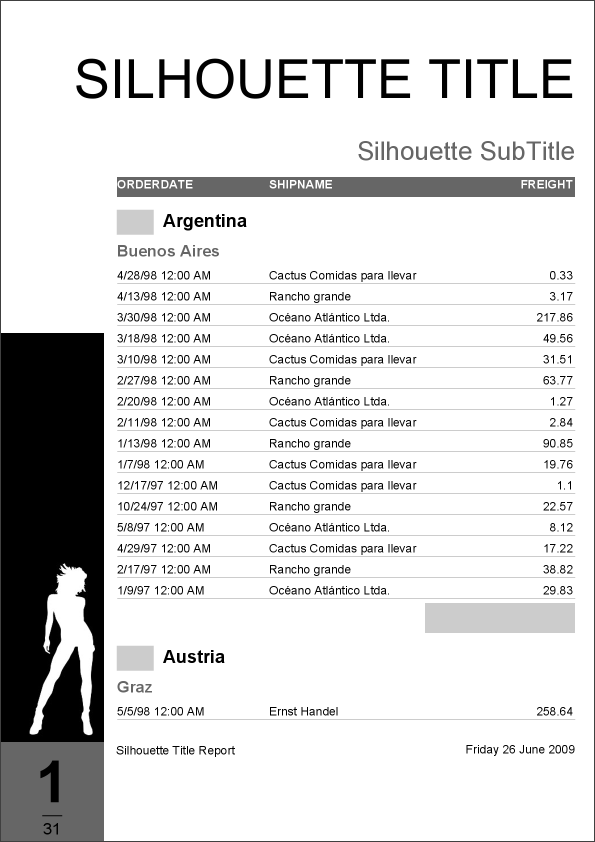 SILHOUETTE TITLE
Silhouette SubTitle
ORDERDATE SHIPNAME FREIGHT
Argentina
Buenos Aires
4/28/98 12:00 AM Cactus Comidas para llevar 0.33
4/13/98 12:00 AM Rancho grande 3.17
3/30/98 12:00 AM Océano Atlántico Ltda. 217.86
3/18/98 12:00 AM Océano Atlántico Ltda. 49.56
3/10/98 12:00 AM Cactus Comidas para llevar 31.51
2/27/98 12:00 AM Rancho grande 63.77
2/20/98 12:00 AM Océano Atlántico Ltda. 1.27
2/11/98 12:00 AM Cactus Comidas para llevar 2.84
1/13/98 12:00 AM Rancho grande 90.85
1/7/98 12:00 AM Cactus Comidas para llevar 19.76
12/17/97 12:00 AM Cactus Comidas para llevar 1.1
10/24/97 12:00 AM Rancho grande 22.57
5/8/97 12:00 AM Océano Atlántico Ltda. 8.12
4/29/97 12:00 AM Cactus Comidas para llevar 17.22
2/17/97 12:00 AM Rancho grande 38.82
1/9/97 12:00 AM Océano Atlántico Ltda. 29.83
Austria
Graz
5/5/98 12:00 AM Ernst Handel 258.64
Silhouette Title Report Friday 26 June 2009
1
31